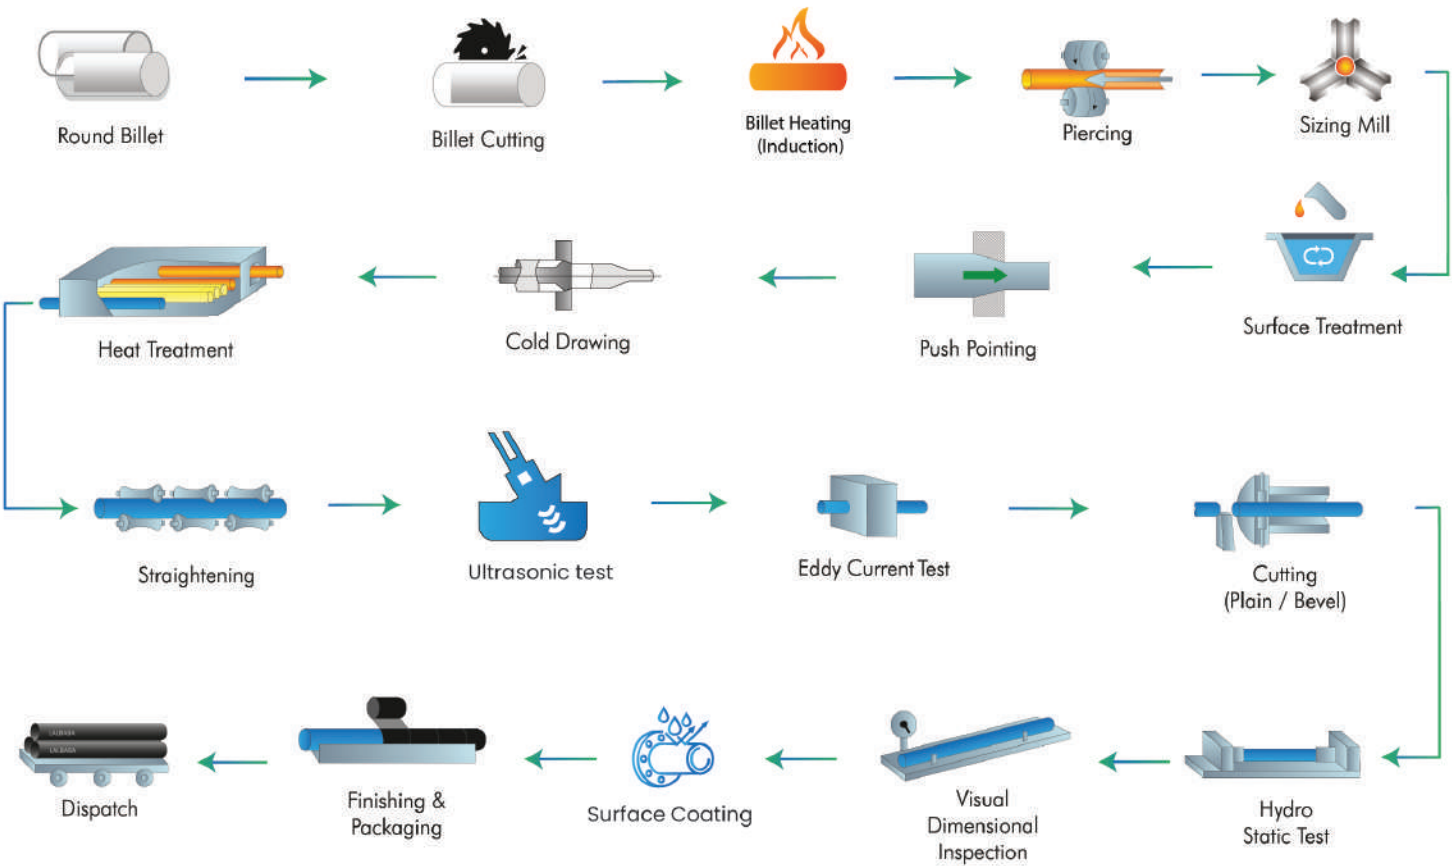 Round Billet
Billet Cutting
Billet Heating
(Induction)
Piercing
Sizing Mill
Surface Treatment
Push Pointing
Cold Drawing
Heat Treatment
Straightening
Ultrasonic test
Eddy Current Test
Cutting
(Plain / Bevel)
Hydro
Static Test
Visual
Dimensional
Inspection
Surface Coating
Finishing &
Packaging
LALBABA
LALBABA
Dispatch